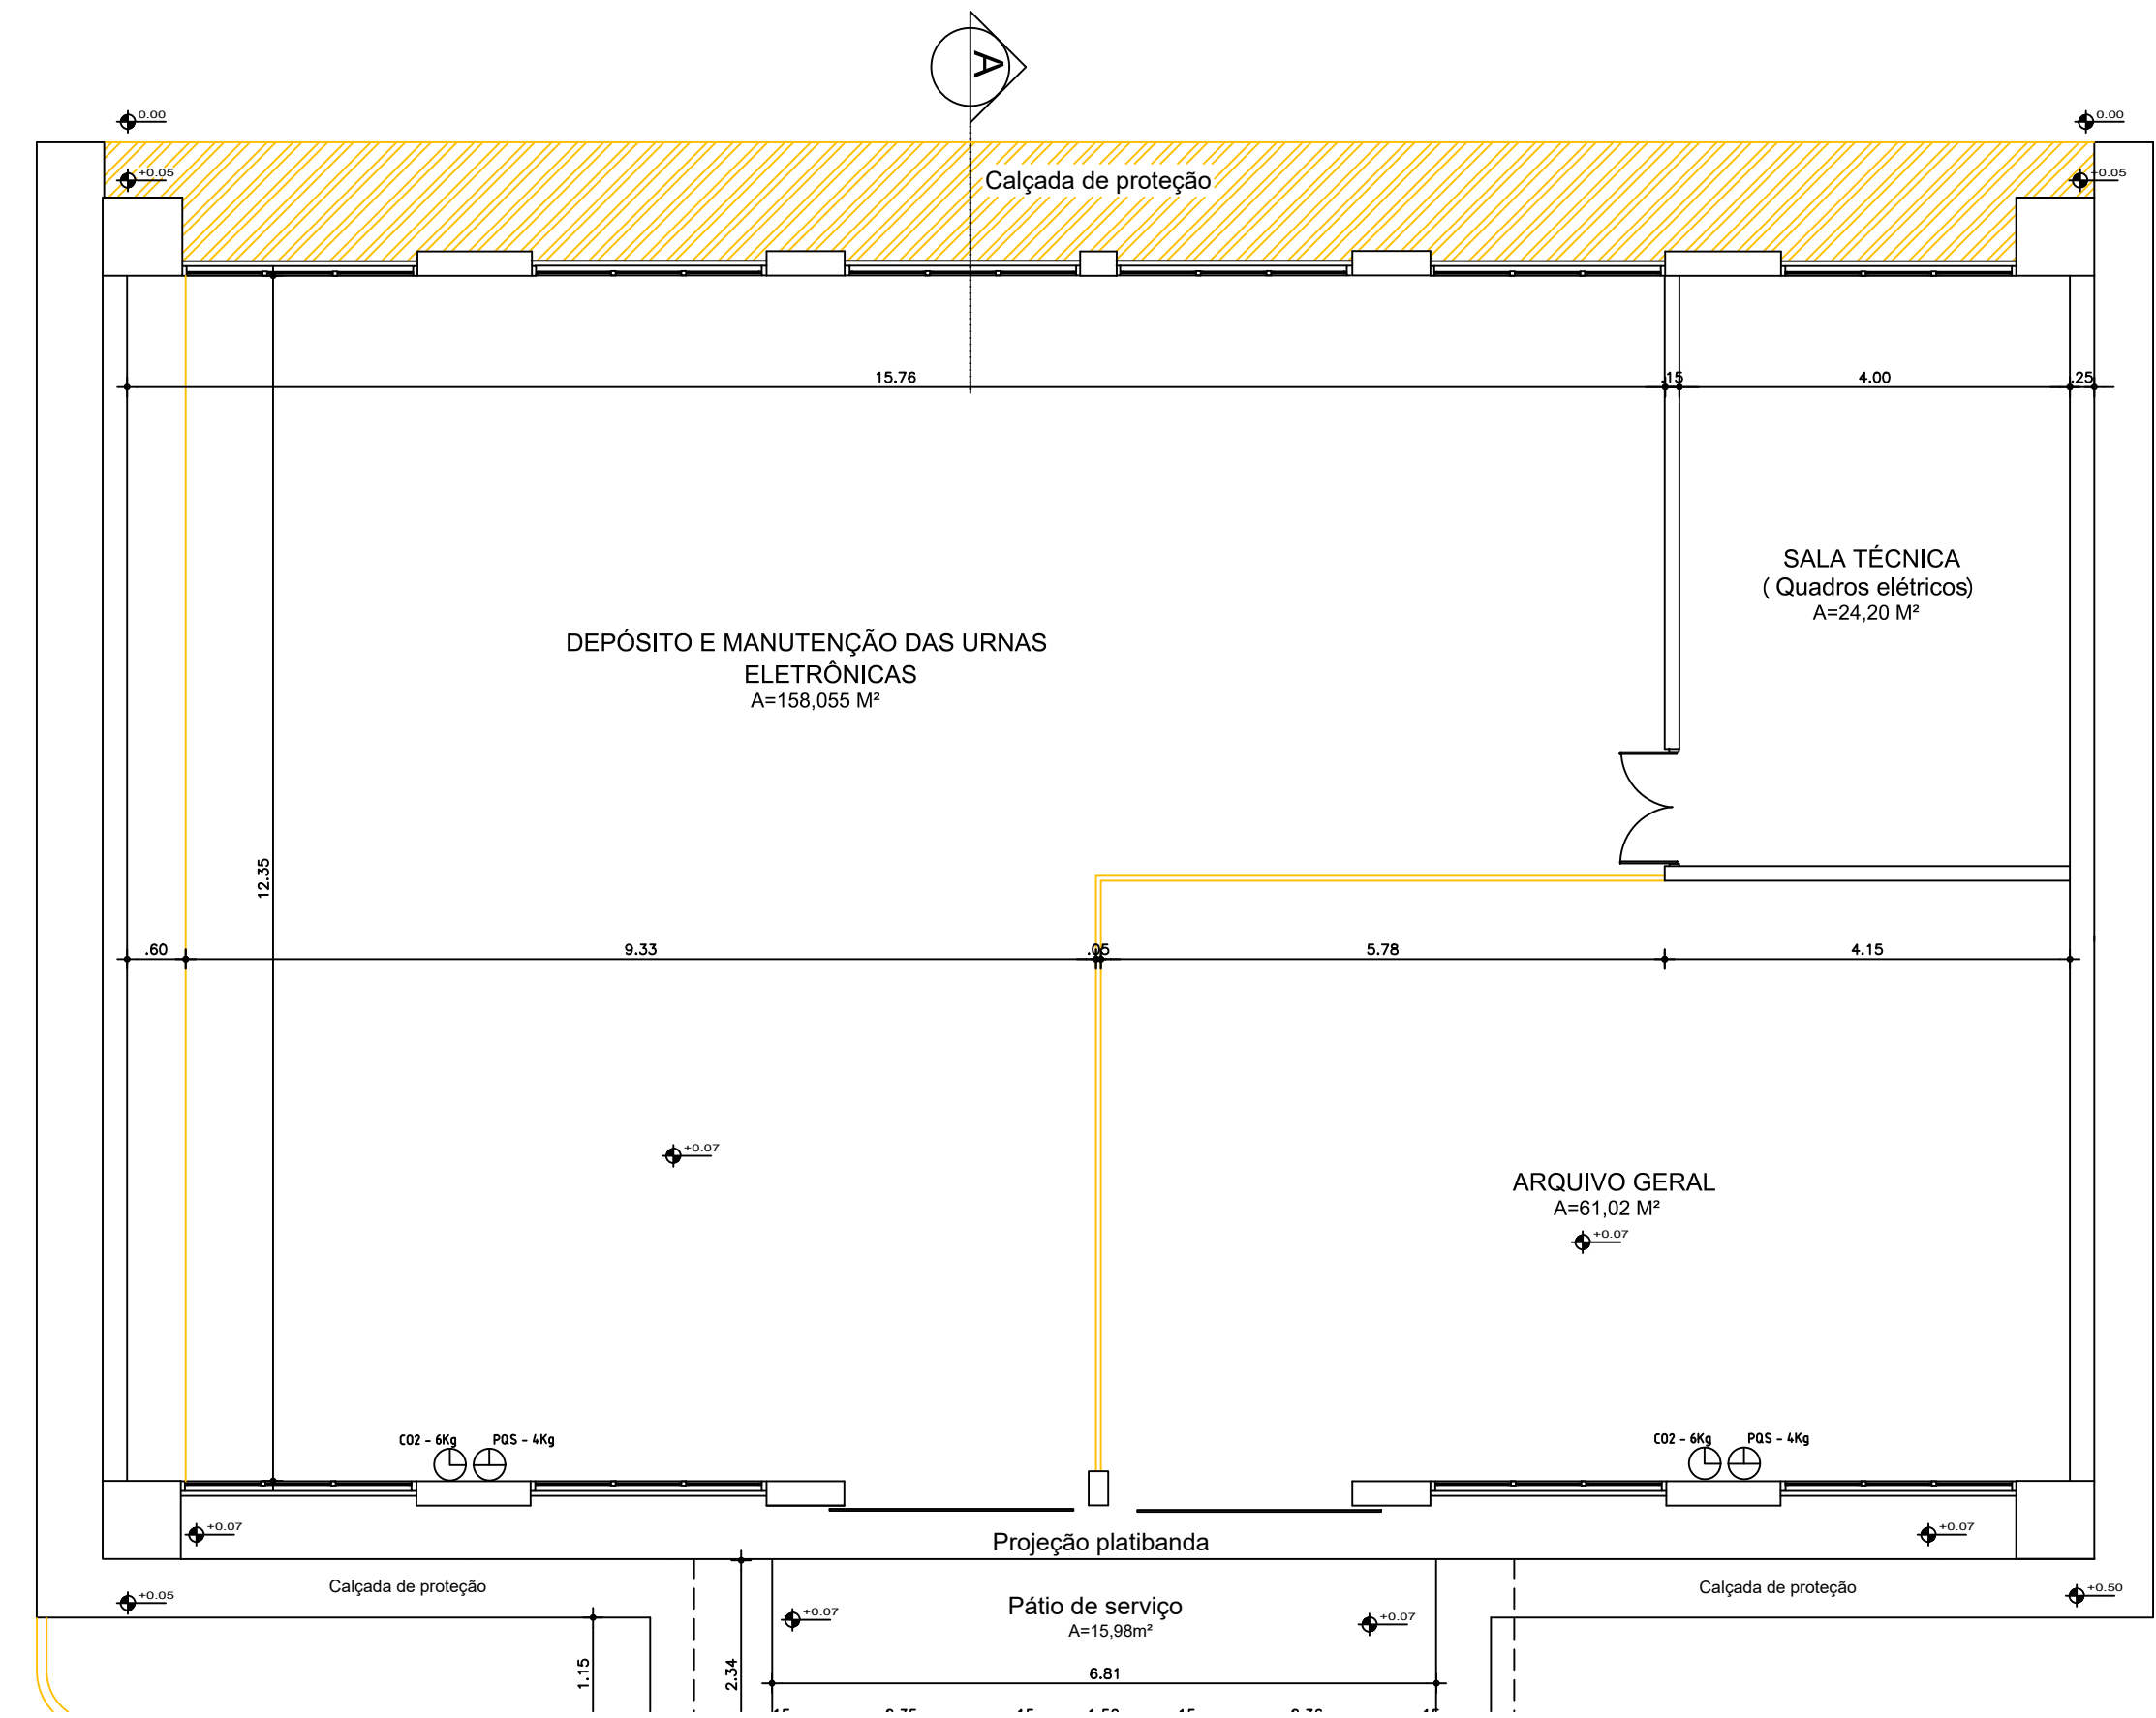 A
0.00
0.00
+0.05
Calçada de proteção
+0.05
15.76
.15
4.00
.25
SALA TÉCNICA
( Quadros elétricos)
A=24,20 M²
DEPÓSITO E MANUTENÇÃO DAS URNAS
ELETRÔNICAS
A=158,055 M²
12.35
.60
9.33
.05
5.78
4.15
+0.07
ARQUIVO GERAL
A=61,02 M²
+0.07
CO2 - 6Kg
PQS - 4Kg
CO2 - 6Kg
PQS - 4Kg
+0.07
Projeção platibanda
+0.07
Calçada de proteção
Calçada de proteção
+0.05
+0.50
Pátio de serviço
A=15,98m²
+0.07
+0.07
1.15
2.34
6.81